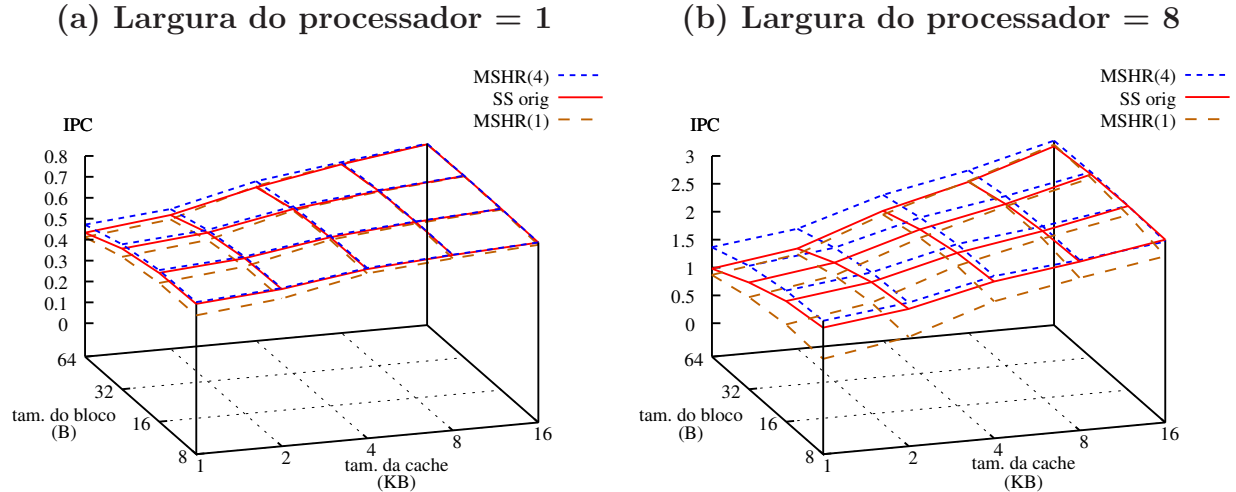 (a) Largura do processador = 1
MSHR(4)
SS orig
MSHR(1)
IPC
0.8
0.7
0.6
0.5
0.4
0.3
0.2
0.1
0
64
32
16
8
tam. do bloco
(B)
1
2
4
8
16
tam. da cache
(KB)
(b) Largura do processador = 8
MSHR(4)
SS orig
MSHR(1)
IPC
3
2.5
2
1.5
1
0.5
0
64
32
16
8
tam. do bloco
(B)
1
2
4
8
16
tam. da cache
(KB)